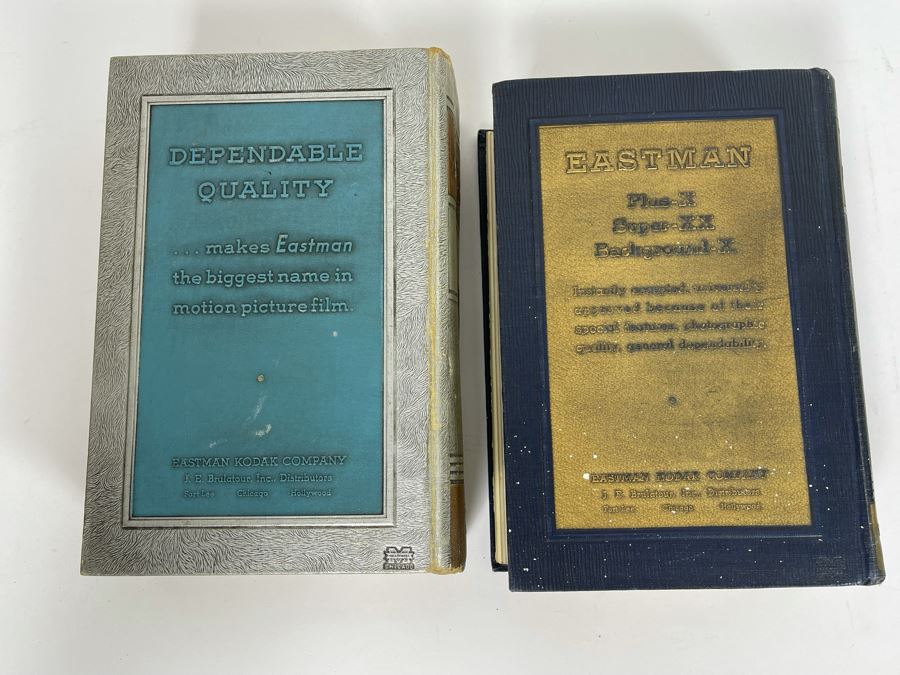 DEPENDABLE
QUALITY
... makes Eastman
the biggest name in
motion picture film.
EASTMAN KODAK COMPANY
J. E. Brulatour, Inc., Distributors
Fort Lee Chicago Hollywood
EASTMAN
Plus-X
Super-XX
Background-X
Instantly accepted, universally
approved because of their
special features, photographic
quality, general dependability.
EASTMAN KODAK COMPANY
J. E. Brulatour, Inc., Distributors
Fort Lee Chicago Hollywood